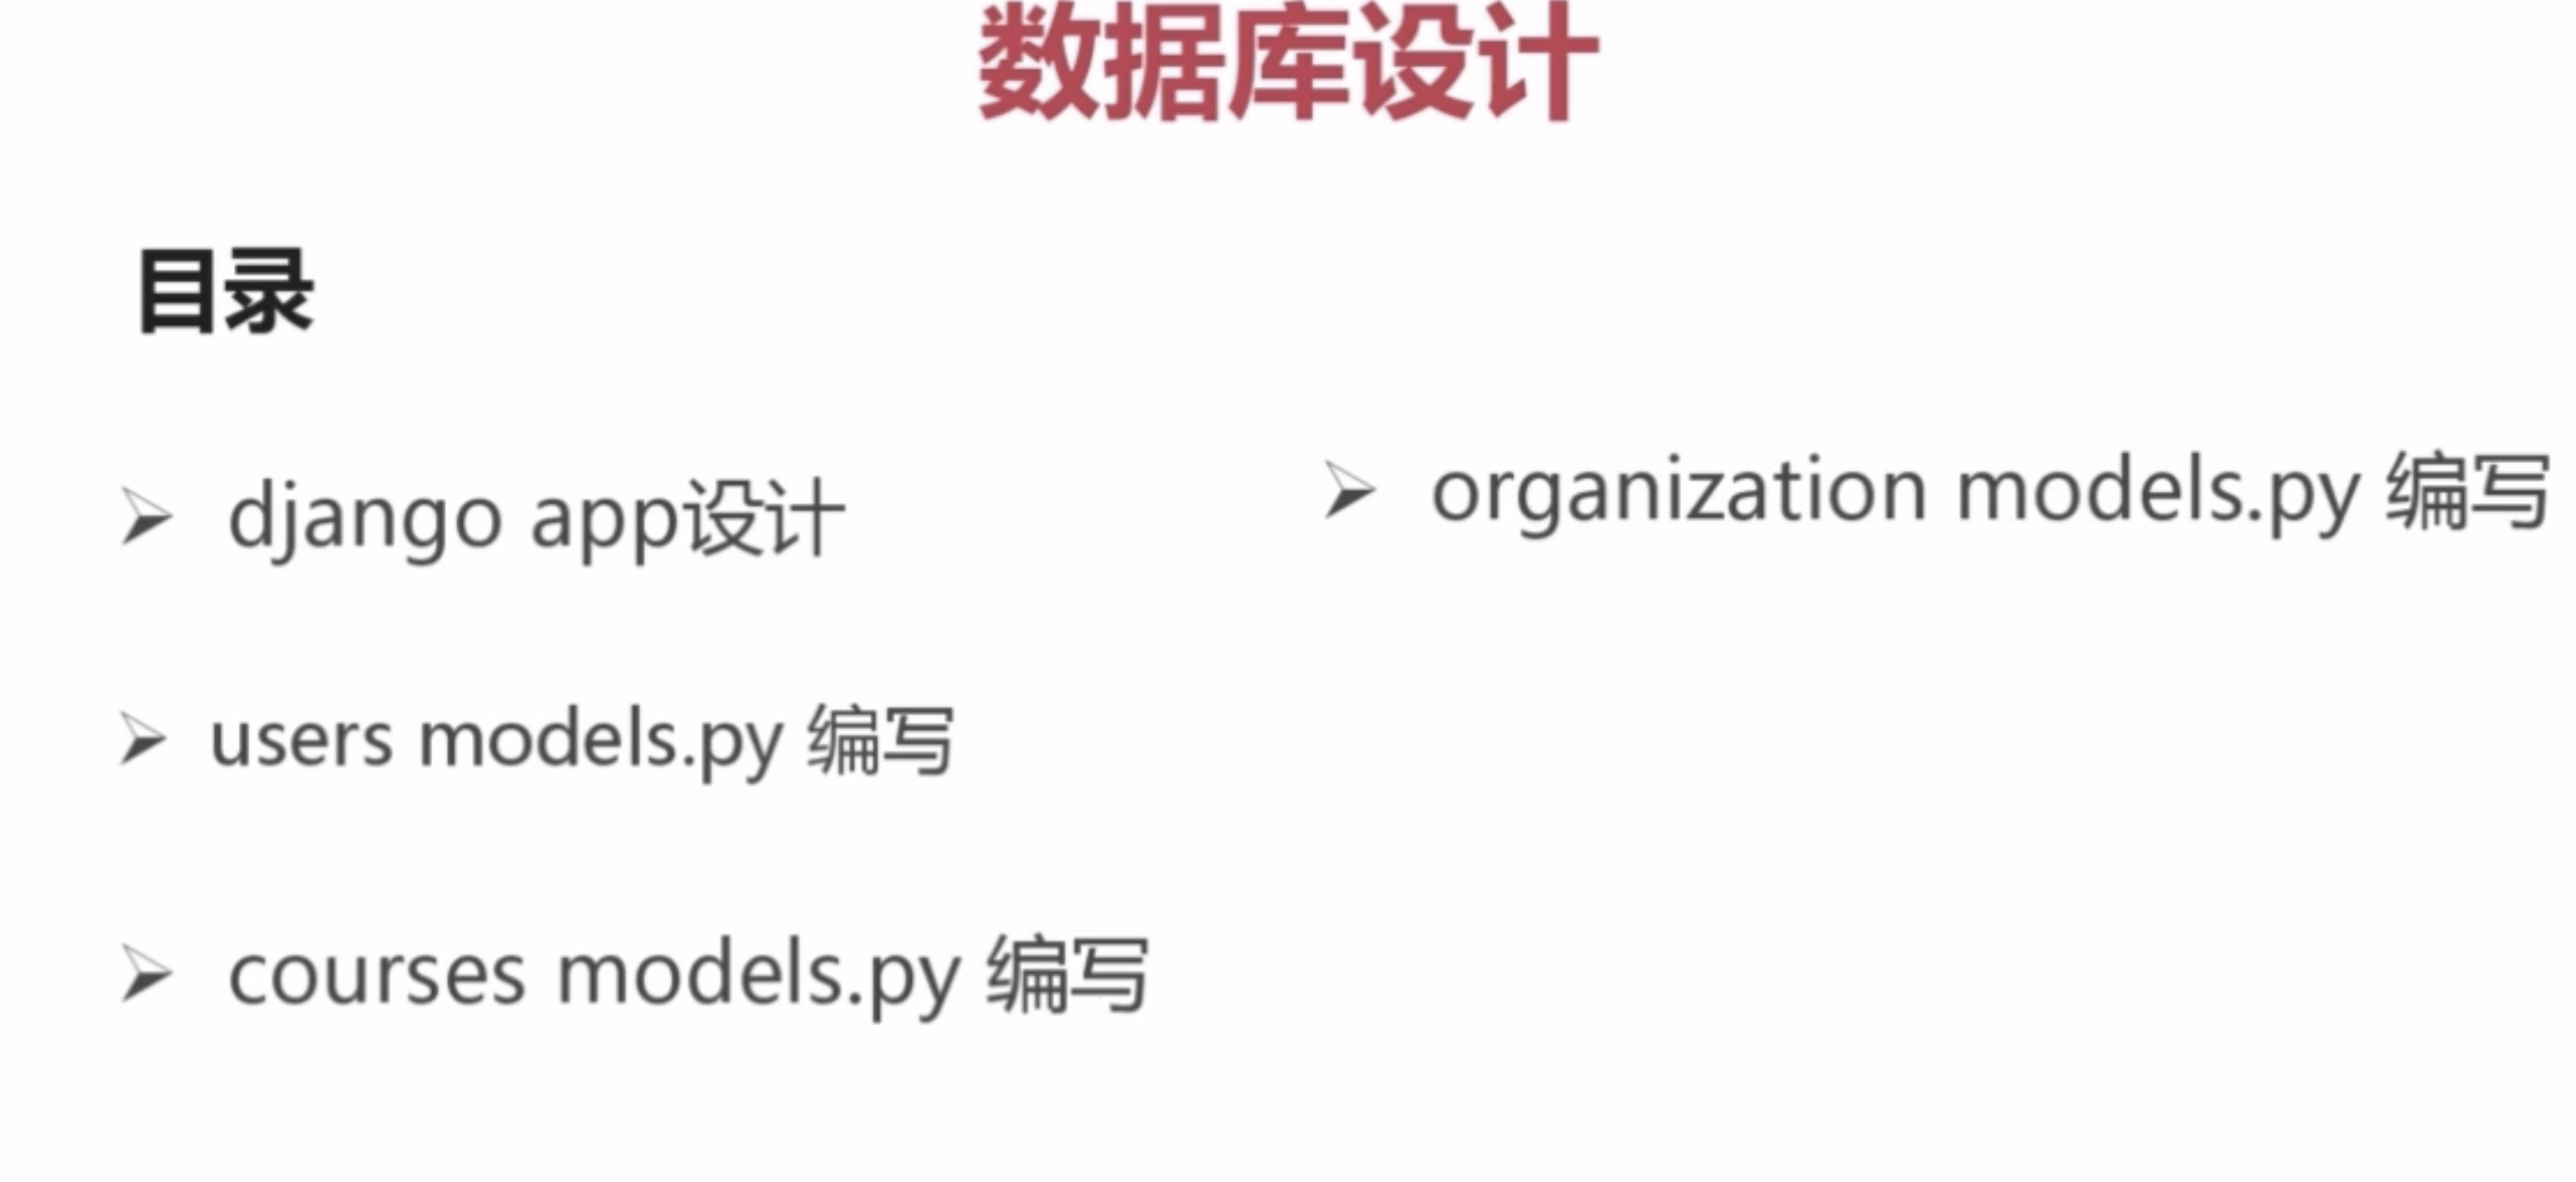 数据库设计
目录
➢ django app设计
➢ users models.py 编写
➢ courses models.py 编写
➢ organization models.py 编写